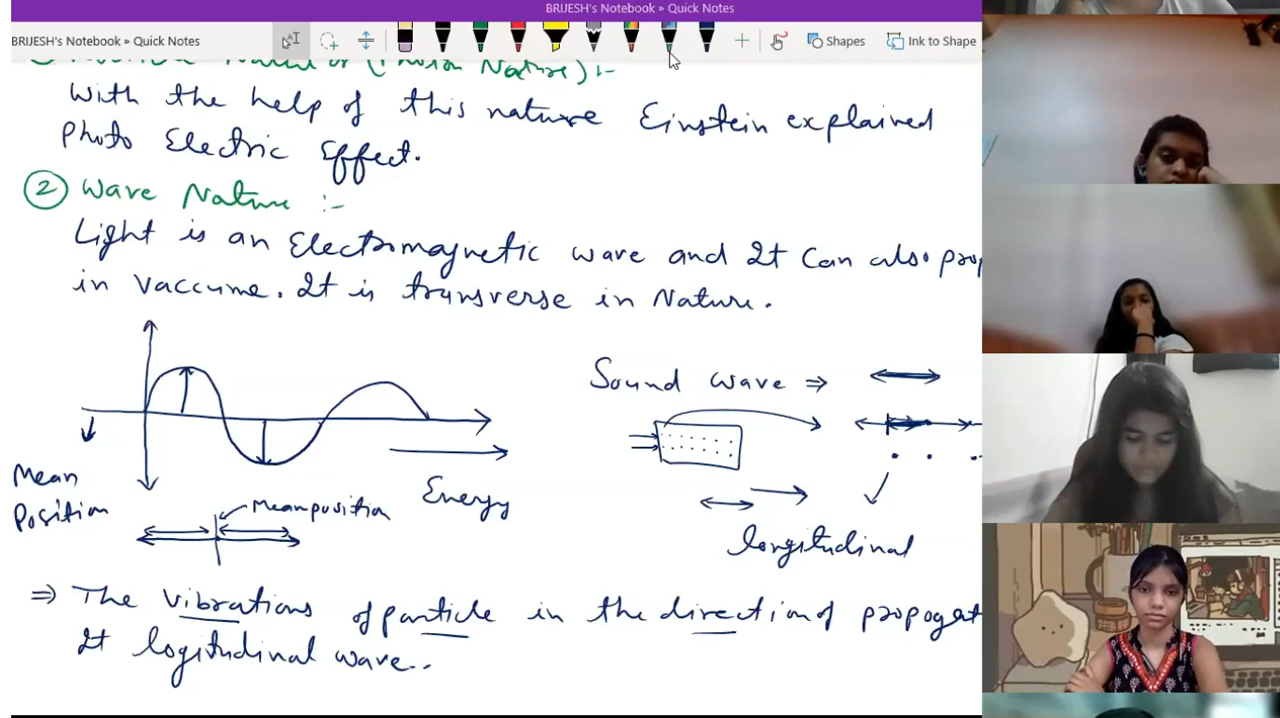 BRIJESH's Notebook » Quick Notes
BRIJESH's Notebook » Quick Notes
Shapes
Ink to Shape
Nature) :-
With the help of this nature Einstein explained
Photo Electric Effect.
2 Wave Nature :-
Light is an Electromagnetic wave and It can also prop
in vaccume. It is transverse in Nature.
Sound wave ⇒
Mean
Position
Mean position
Energy
longitudinal
⇒ The vibrations of particle in the direction of propogat
It logitudinal wave..